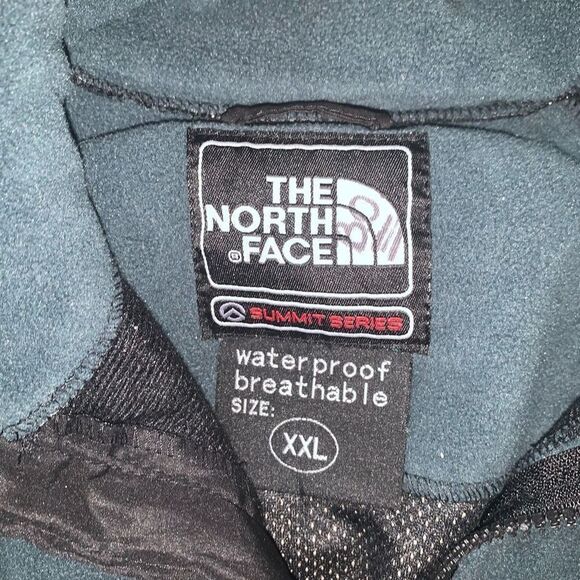 THE
NORTH
® FACE
SUMMIT SERIES
waterproof
breathable
SIZE:
XXL